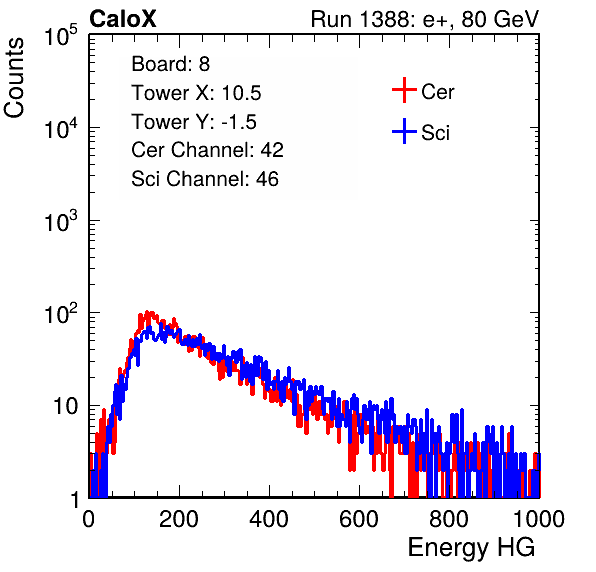 CaloX Run 1388: e+, 80 GeV
Counts
Board: 8
Tower X: 10.5
Tower Y: -1.5
Cer Channel: 42
Sci Channel: 46
Cer
Sci
10^5
10^4
10^3
10^2
10
1
0 200 400 600 800 1000
Energy HG